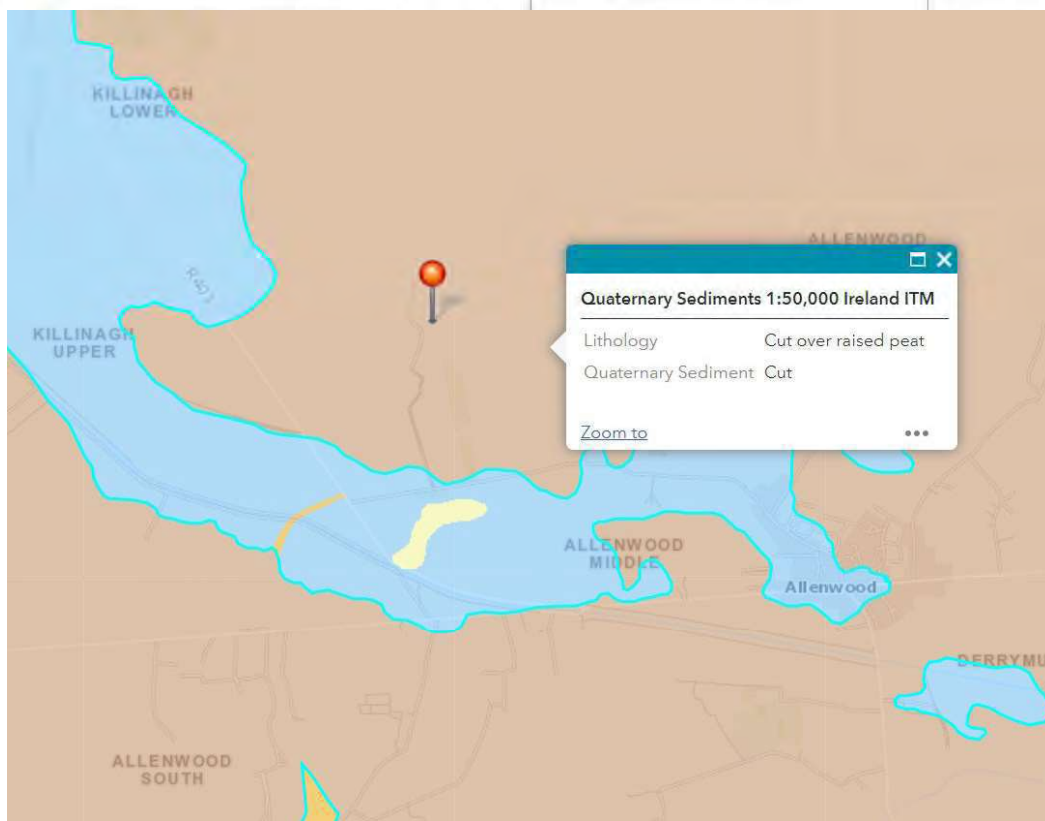 KILLINAGH
LOWER
ALLENWOOD
R403
KILLINAGH
UPPER
Quaternary Sediments 1:50,000 Ireland ITM
Lithology Cut over raised peat
Quaternary Sediment Cut
Zoom to
ALLENWOOD
MIDDLE
Allenwood
DERRYMU
ALLENWOOD
SOUTH